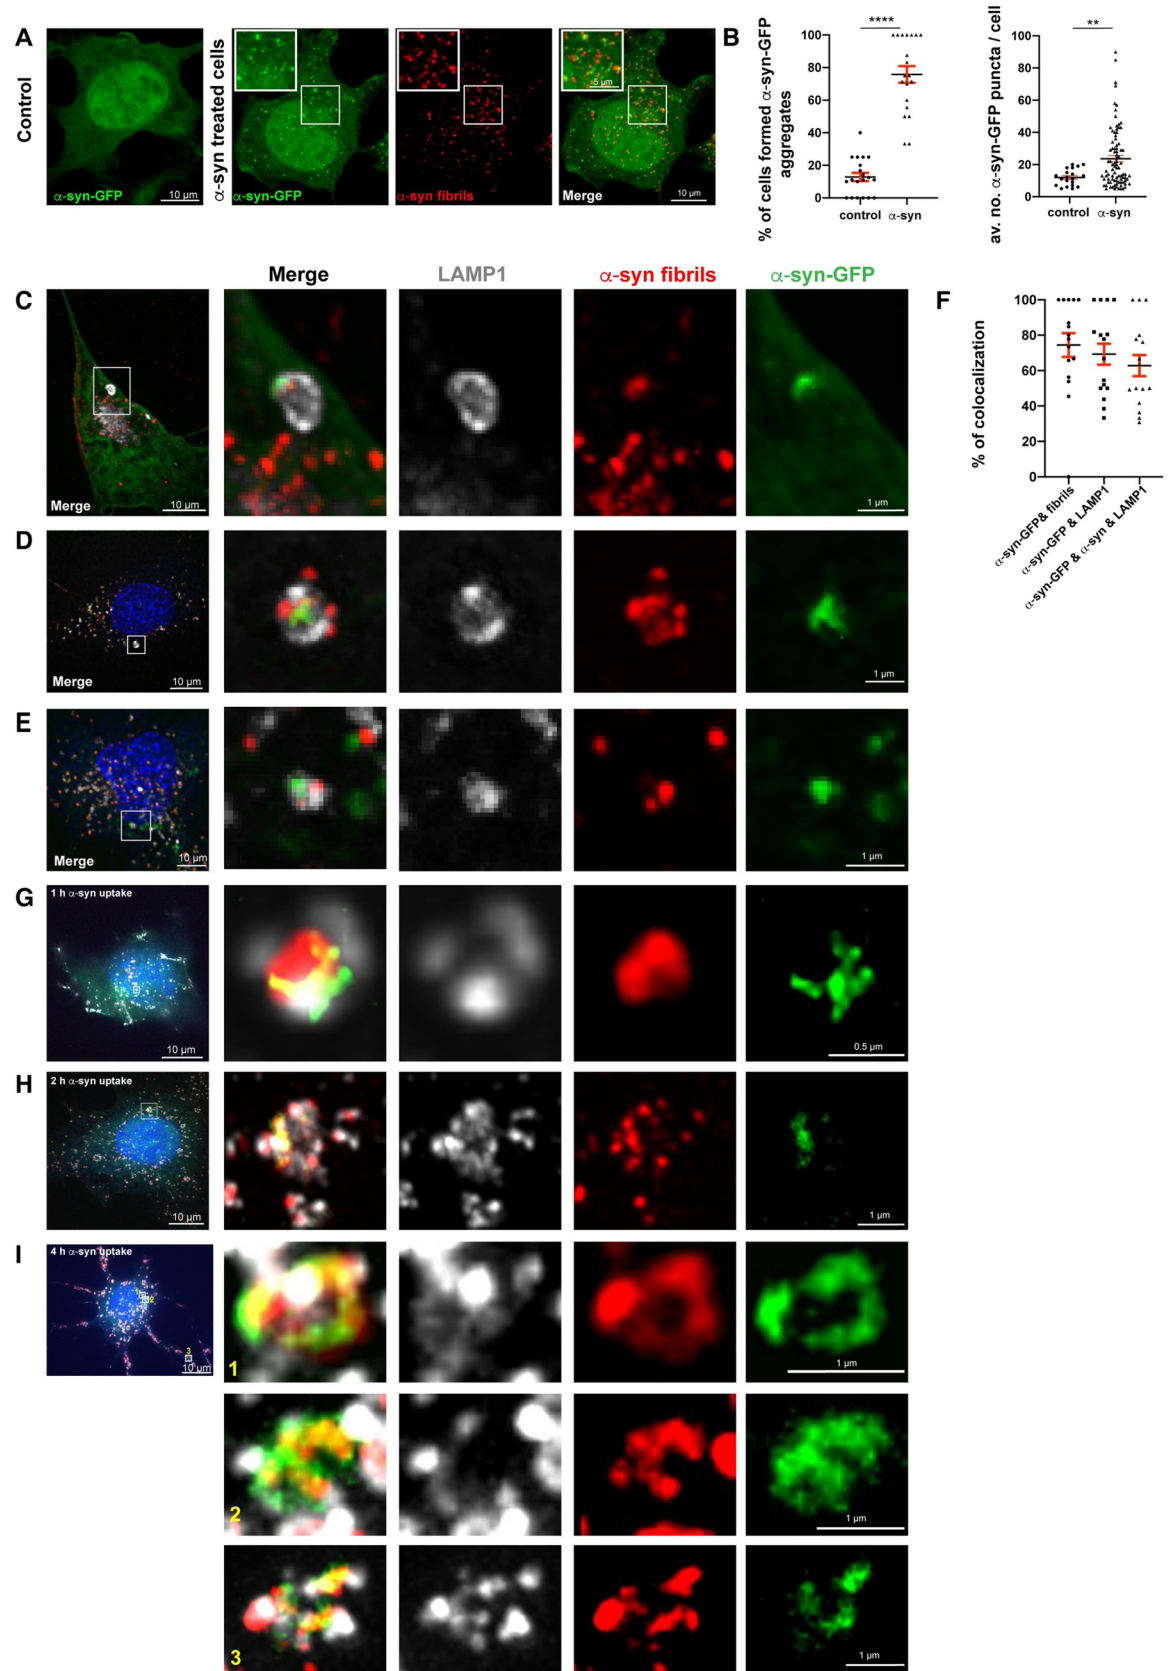 A
Control
α-syn-GFP
10 µm
α-syn treated cells
α-syn-GFP
α-syn fibrils
5 µm
Merge
10 µm
B
% of cells formed α-syn-GFP
aggregates
****
100
80
60
40
20
0
control
α-syn
av. no. α-syn-GFP puncta / cell
**
100
80
60
40
20
0
control
α-syn
Merge
LAMP1
α-syn fibrils
α-syn-GFP
C
Merge
10 µm
1 µm
D
Merge
10 µm
1 µm
E
Merge
10 µm
1 µm
F
% of colocalization
100
80
60
40
20
0
α-syn-GFP& fibrils
α-syn-GFP & LAMP1
α-syn-GFP & α-syn & LAMP1
G
1 h α-syn uptake
10 µm
0.5 µm
H
2 h α-syn uptake
10 µm
1 µm
I
4 h α-syn uptake
1
2
3
10 µm
1
1 µm
2
1 µm
3
1 µm